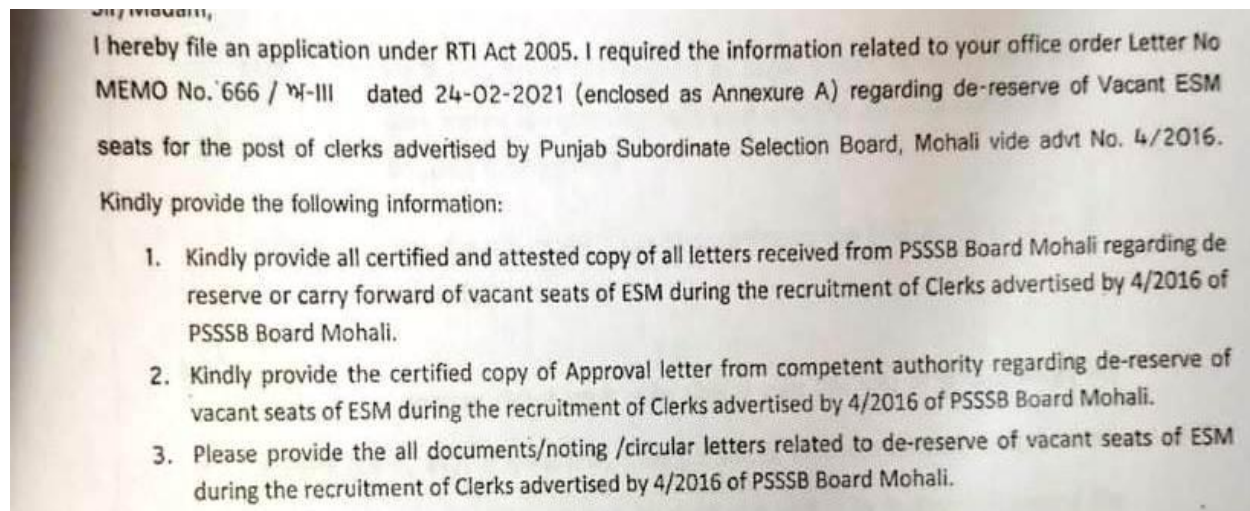 Sir/Madam,
I hereby file an application under RTI Act 2005. I required the information related to your office order Letter No
MEMO No. 666 / ਅ-III dated 24-02-2021 (enclosed as Annexure A) regarding de-reserve of Vacant ESM
seats for the post of clerks advertised by Punjab Subordinate Selection Board, Mohali vide advt No. 4/2016.
Kindly provide the following information:
1. Kindly provide all certified and attested copy of all letters received from PSSSB Board Mohali regarding de
reserve or carry forward of vacant seats of ESM during the recruitment of Clerks advertised by 4/2016 of
PSSSB Board Mohali.
2. Kindly provide the certified copy of Approval letter from competent authority regarding de-reserve of
vacant seats of ESM during the recruitment of Clerks advertised by 4/2016 of PSSSB Board Mohali.
3. Please provide the all documents/noting /circular letters related to de-reserve of vacant seats of ESM
during the recruitment of Clerks advertised by 4/2016 of PSSSB Board Mohali.